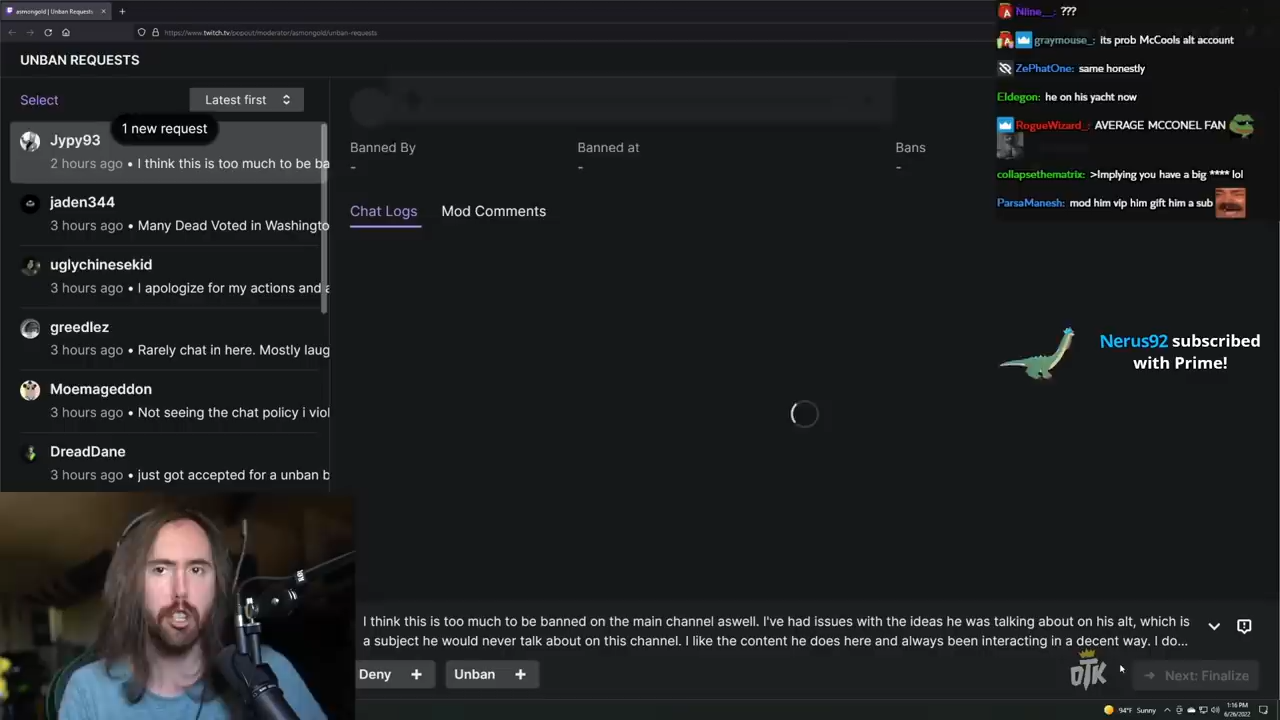 asmongold | Unban Requests
https://www.twitch.tv/popout/moderator/asmongold/unban-requests
UNBAN REQUESTS
Select
Latest first
1 new request
Jypy93
2 hours ago • I think this is too much to be ba
jaden344
3 hours ago • Many Dead Voted in Washingto
uglychinesekid
3 hours ago • I apologize for my actions and a
greedlez
3 hours ago • Rarely chat in here. Mostly laug
Moemageddon
3 hours ago • Not seeing the chat policy i viol
DreadDane
3 hours ago • just got accepted for a unban b
Banned By
-
Banned at
-
Bans
-
Chat Logs
Mod Comments
Nline__: ???
graymouse_: its prob McCools alt account
ZePhatOne: same honestly
Eldegon: he on his yacht now
RogueWizard_: AVERAGE MCCONEL FAN
collapsethematrix: >Implying you have a big **** lol
ParsaManesh: mod him vip him gift him a sub
Nerus92 subscribed
with Prime!
I think this is too much to be banned on the main channel aswell. I've had issues with the ideas he was talking about on his alt, which is
a subject he would never talk about on this channel. I like the content he does here and always been interacting in a decent way. I do...
Deny +
Unban +
DTK
Next: Finalize
94°F Sunny
1:16 PM
6/26/2022